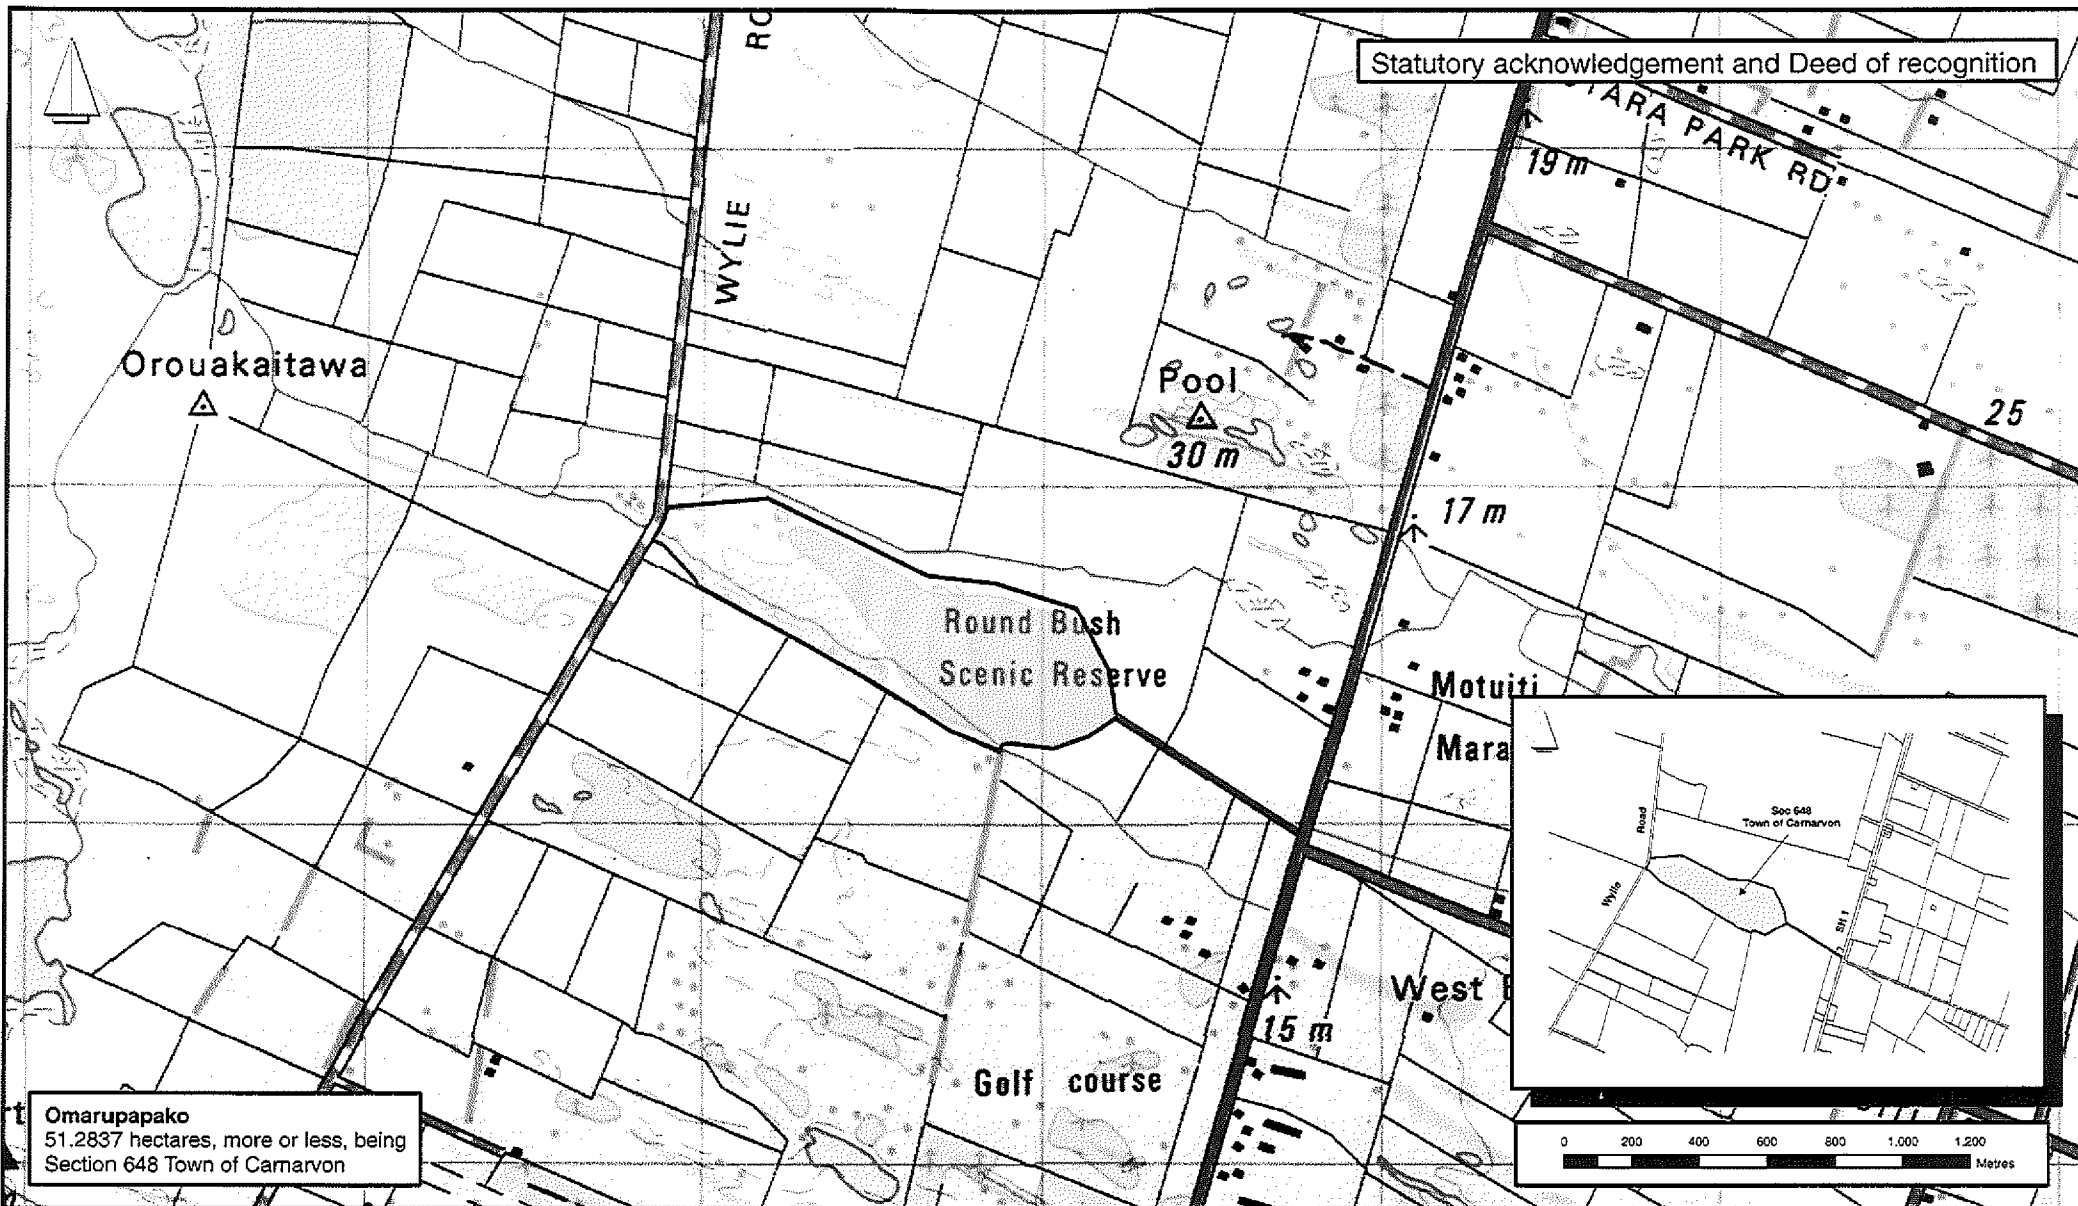 Statutory acknowledgement and Deed of recognition
PARK RD
19 m
WYLIE
Orouakaitawa
Pool
30 m
25
17 m
Round Bush
Scenic Reserve
Motuiti
Mara
Road
Sec 648
Town of Carnarvon
Wylie
SH 1
West
15 m
Golf course
Omarupapako
51.2837 hectares, more or less, being
Section 648 Town of Carnarvon
0 200 400 600 800 1,000 1,200
Metres